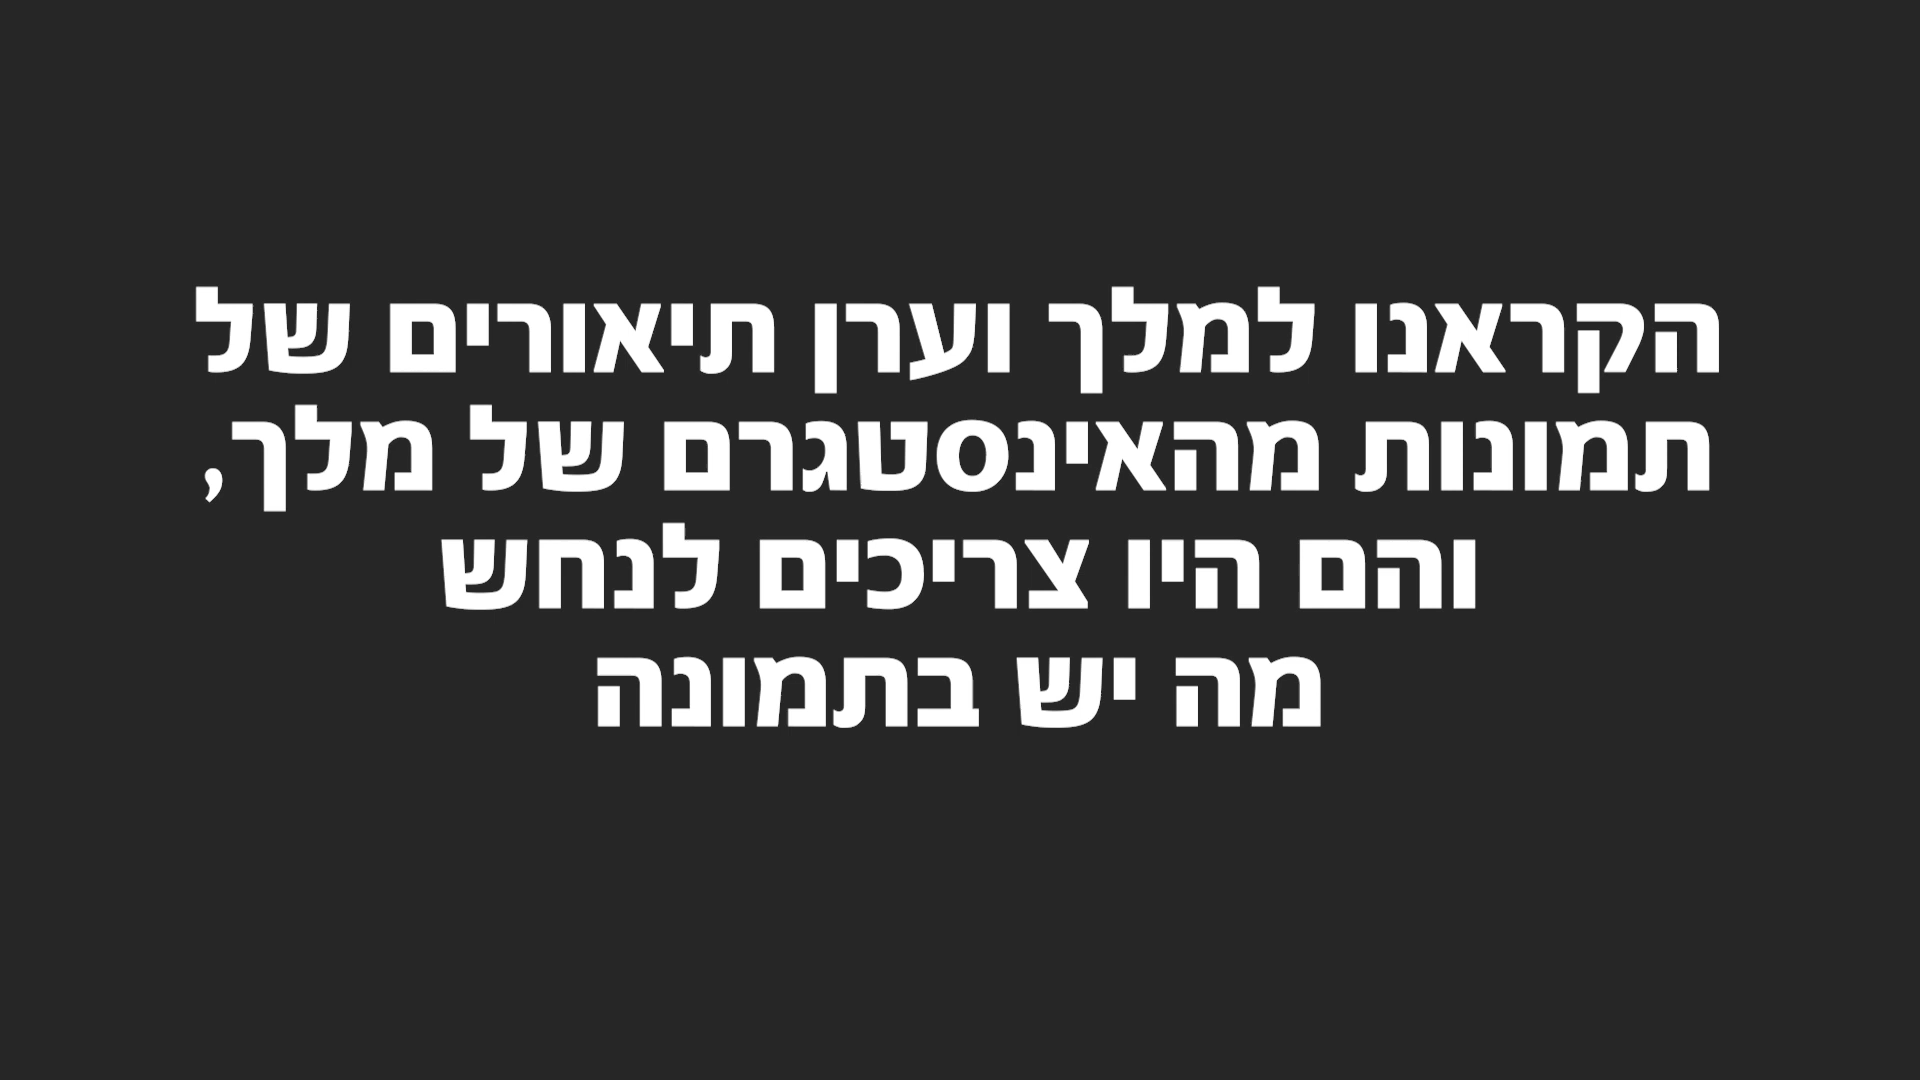 הקראנו למלך וערן תיאורים של
תמונות מהאינסטגרם של מלך,
והם היו צריכים לנחש
מה יש בתמונה